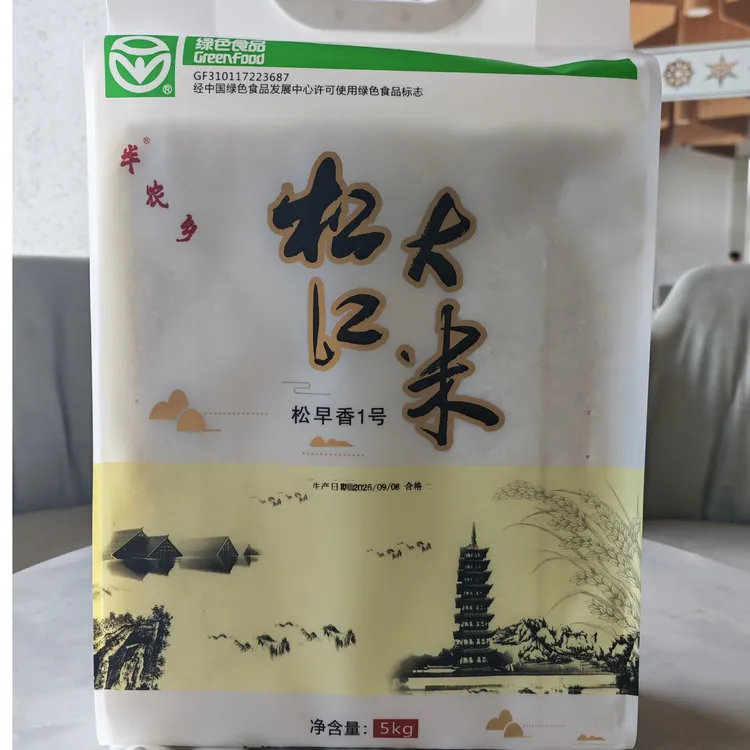 绿色食品
GreenFood
®
GF310117223687
经中国绿色食品发展中心许可使用绿色食品标志
半农乡®
松江
大米
松早香1号
生产日期2025/09/08 合格
净含量: 5kg